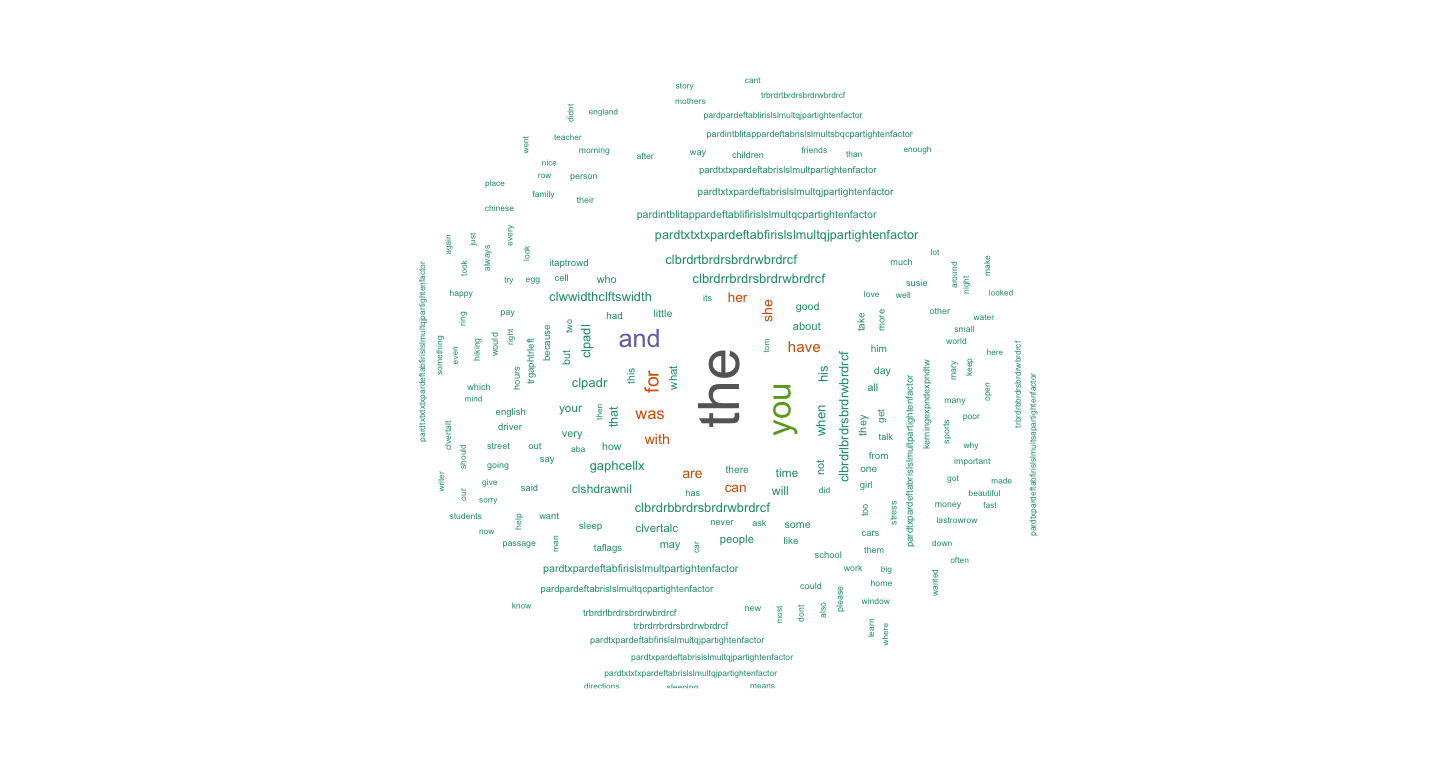 cant
story
trbrdrtbrdrsbrdrwbrdrcf
mothers
england
didnt
pardpardeftablirislslmultqjpartightenfactor
pardintblitappardeftabrislslmultsbqcpartightenfactor
teacher
went
morning
after
way
children
friends
than
enough
nice
row
person
pardtxtxpardeftabrislslmultpartightenfactor
place
family
their
pardtxtxpardeftabrislslmultqjpartightenfactor
chinese
pardintblitappardeftablifirislslmultqcpartightenfactor
every
just
again
always
look
took
pardtxtxtxpardeftabfirislslmultqjpartightenfactor
itaptrowd
clbrdrtbrdrsbrdrwbrdrcf
much
lot
around
night
make
try
egg
cell
who
clbrdrrbrdrsbrdrwbrdrcf
susie
happy
clwwidthclftswidth
its
her
she
good
love
well
looked
ring
pay
had
little
about
take
more
other
water
small
something
even
hiking
would
right
trgaphtrleft
because
two
but
clpadl
and
tom
have
him
world
here
which
mind
hours
clpadr
this
for
what
the
you
his
day
all
mary
keep
open
english
driver
your
then
that
was
when
clbrdrlbrdrsbrdrwbrdrcf
they
get
many
poor
sports
clvertalt
street
out
very
aba
how
with
talk
why
should
going
say
gaphcellx
are
there
time
not
from
one
important
writer
our
give
said
clshdrawnil
has
can
will
did
girl
got
made
beautiful
sorry
clbrdrbbrdrsbrdrwbrdrcf
money
fast
students
help
want
sleep
clvertalc
never
ask
some
too
stress
lastrowrow
now
passage
man
taflags
may
car
people
like
cars
them
down
school
often
pardtxtxtxpardeftabfirislslmultqjpartightenfactor
pardtxpardeftabrislslmultpartightenfactor
kerningexpndexpndtw
trbrdrbbrdrsbrdrwbrdrcf
pardtxpardeftabfirislslmultsapartightenfactor
pardtxpardeftabfirislslmultpartightenfactor
work
big
wanted
pardpardeftabrislslmultqcpartightenfactor
could
please
home
know
trbrdrlbrdrsbrdrwbrdrcf
new
most
dont
also
window
trbrdrrbrdrsbrdrwbrdrcf
learn
where
pardtxpardeftabfirislslmultqjpartightenfactor
pardtxpardeftabrislslmultqjpartightenfactor
pardtxtxtxpardeftabrislslmultqjpartightenfactor
directions
sleeping
means